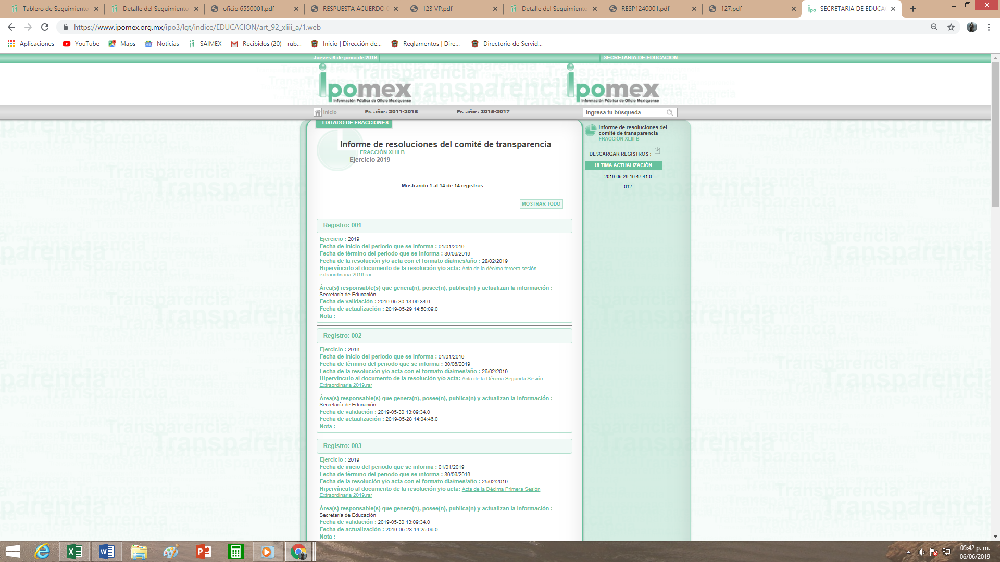 Tablero de Seguimiento
Detalle del Seguimiento
oficio 6550001.pdf
RESPUESTA ACUERDO
123 VP.pdf
Detalle del Seguimiento
RESP1240001.pdf
127.pdf
SECRETARIA DE EDUCA
https://www.ipomex.org.mx/ipo3/lgt/indice/EDUCACION/art_92_xliii_a/1.web
Aplicaciones
YouTube
Maps
Noticias
SAIMEX
Recibidos (20) - rub...
Inicio | Dirección de...
Reglamentos | Dire...
Directorio de Servid...
Jueves 6 de junio de 2019
SECRETARIA DE EDUCACION
ipomex
Información Pública de Oficio Mexiquense
ipomex
Información Pública de Oficio Mexiquense
Inicio
Fr. años 2011-2015
Fr. años 2015-2017
Ingresa tu búsqueda
LISTADO DE FRACCIONES
Informe de resoluciones del comité de transparencia
FRACCIÓN XLIII B
Ejercicio 2019
Mostrando 1 al 14 de 14 registros
MOSTRAR TODO
Registro: 001
Ejercicio : 2019
Fecha de inicio del periodo que se informa : 01/01/2019
Fecha de término del periodo que se informa : 30/06/2019
Fecha de la resolución y/o acta con el formato día/mes/año : 28/02/2019
Hipervínculo al documento de la resolución y/o acta: Acta de la décimo tercera sesión
extraordinaria 2019.rar
Área(s) responsable(s) que genera(n), posee(n), publica(n) y actualizan la información :
Secretaría de Educación
Fecha de validación : 2019-05-30 13:09:34.0
Fecha de actualización : 2019-05-29 14:50:09.0
Nota :
Registro: 002
Ejercicio : 2019
Fecha de inicio del periodo que se informa : 01/01/2019
Fecha de término del periodo que se informa : 30/06/2019
Fecha de la resolución y/o acta con el formato día/mes/año : 26/02/2019
Hipervínculo al documento de la resolución y/o acta: Acta de la Décima Segunda Sesión
Extraordinaria 2019.rar
Área(s) responsable(s) que genera(n), posee(n), publica(n) y actualizan la información :
Secretaría de Educación
Fecha de validación : 2019-05-30 13:09:34.0
Fecha de actualización : 2019-05-28 14:04:46.0
Nota :
Registro: 003
Ejercicio : 2019
Fecha de inicio del periodo que se informa : 01/01/2019
Fecha de término del periodo que se informa : 30/06/2019
Fecha de la resolución y/o acta con el formato día/mes/año : 25/02/2019
Hipervínculo al documento de la resolución y/o acta: Acta de la Décima Primera Sesión
Extraordinaria 2019.rar
Área(s) responsable(s) que genera(n), posee(n), publica(n) y actualizan la información :
Secretaría de Educación
Fecha de validación : 2019-05-30 13:09:34.0
Fecha de actualización : 2019-05-28 14:25:06.0
Nota :
Informe de resoluciones del
comité de transparencia
FRACCIÓN XLIII B
DESCARGAR REGISTROS :
ULTIMA ACTUALIZACIÓN
2019-05-29 16:47:41.0
012
05:42 p. m.
06/06/2019